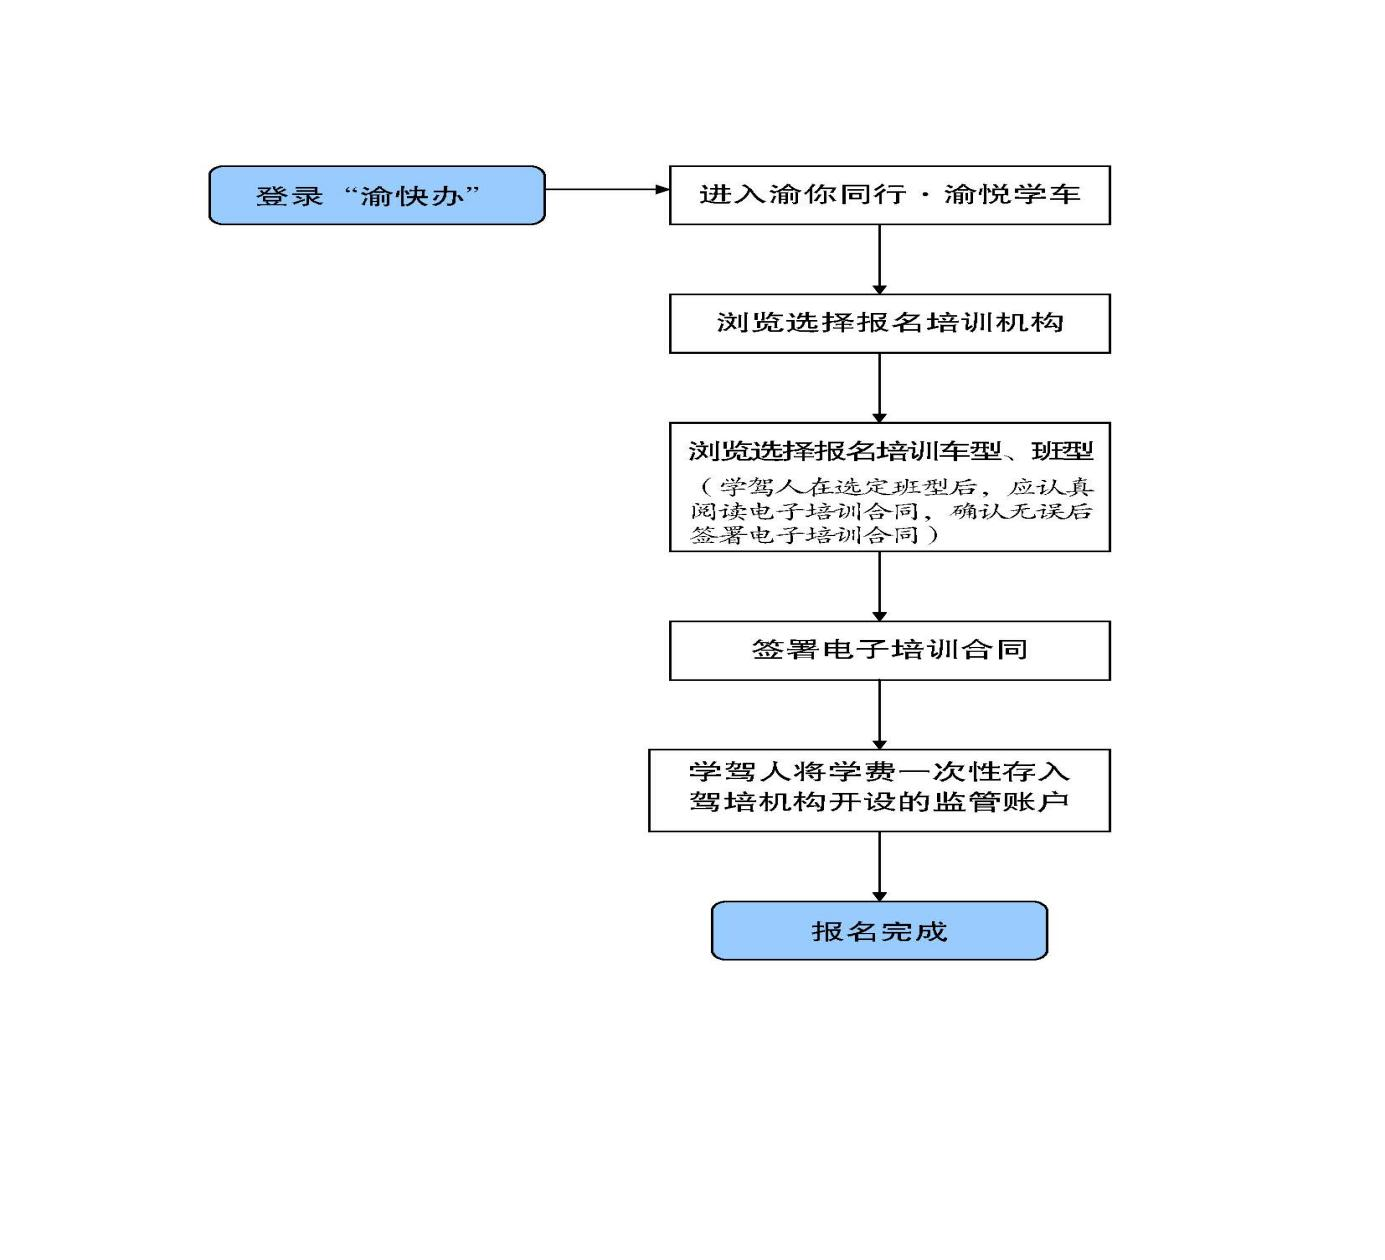 登录“渝快办”
进入渝你同行·渝悦学车
浏览选择报名培训机构
浏览选择报名培训车型、班型
（学驾人在选定班型后，应认真
阅读电子培训合同，确认无误后
签署电子培训合同）
签署电子培训合同
学驾人将学费一次性存入
驾培机构开设的监管账户
报名完成